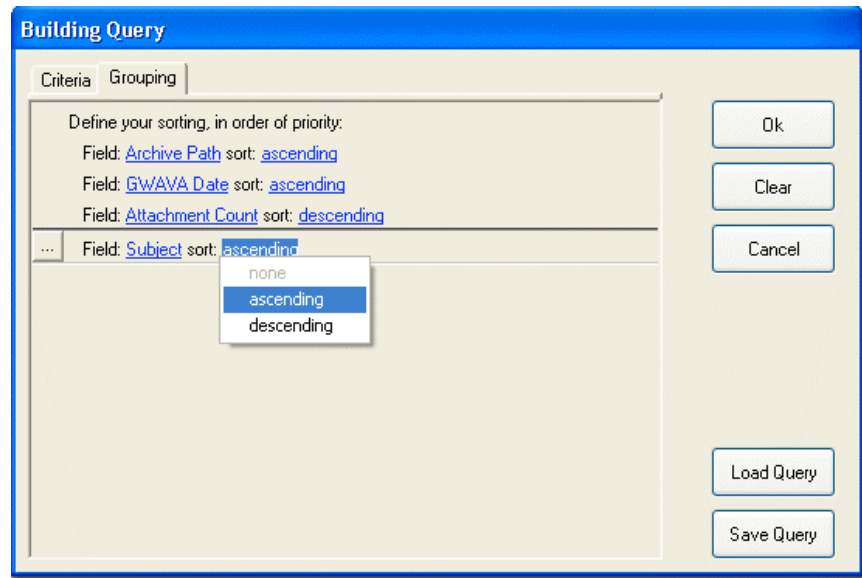 Building Query
Criteria Grouping
Define your sorting, in order of priority:
Field: Archive Path sort: ascending
Field: GWAVA Date sort: ascending
Field: Attachment Count sort: descending
... Field: Subject sort: ascending
none
ascending
descending
Ok
Clear
Cancel
Load Query
Save Query